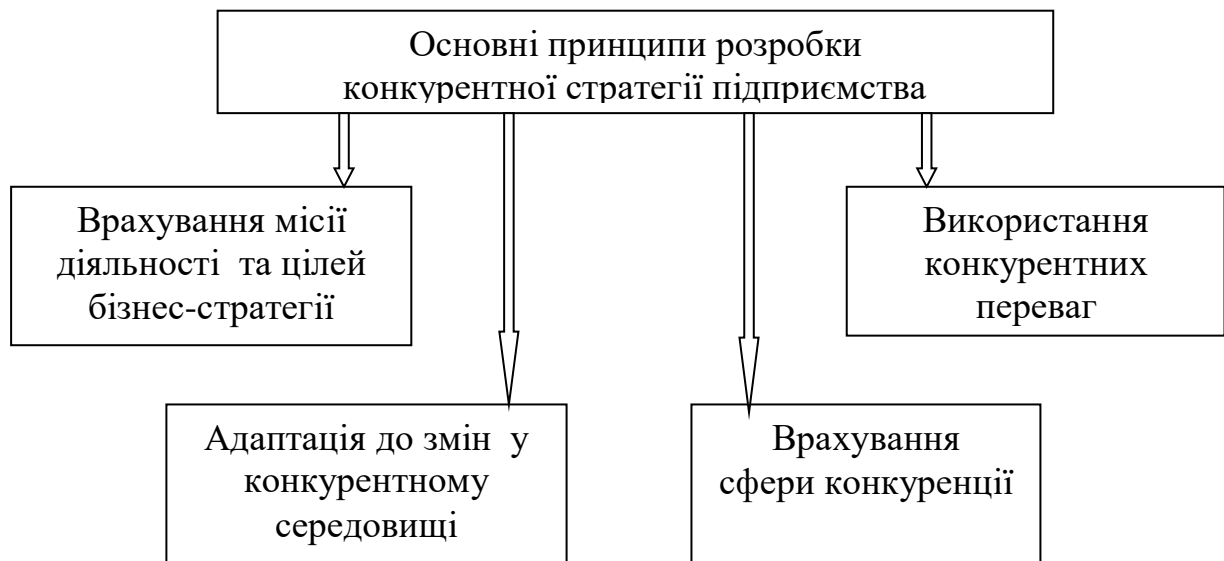 Основні принципи розробки
конкурентної стратегії підприємства
Врахування місії
діяльності та цілей
бізнес-стратегії
Використання
конкурентних
переваг
Адаптація до змін у
конкурентному
середовищі
Врахування
сфери конкуренції